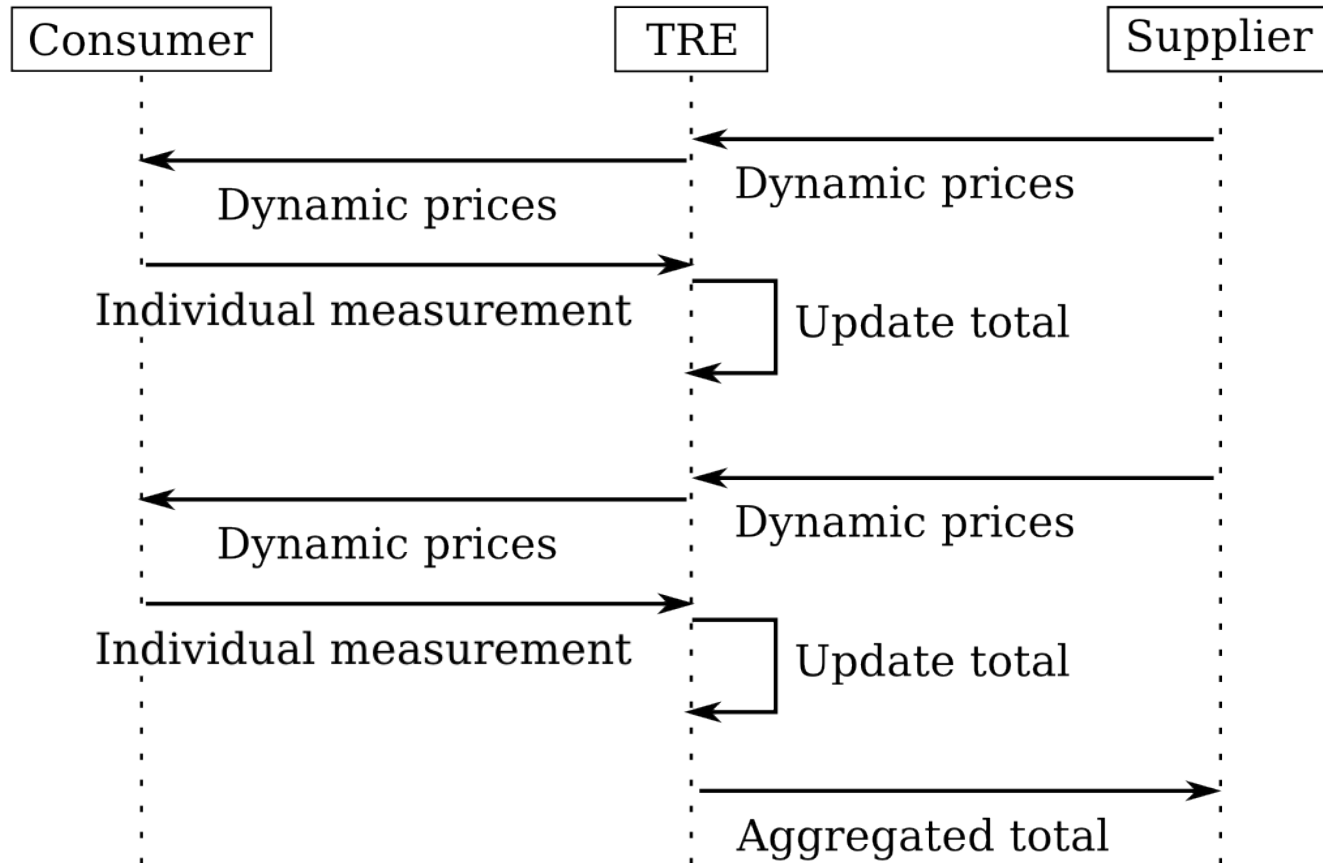 Consumer
TRE
Supplier
Dynamic prices
Dynamic prices
Individual measurement
Update total
Dynamic prices
Dynamic prices
Individual measurement
Update total
Aggregated total